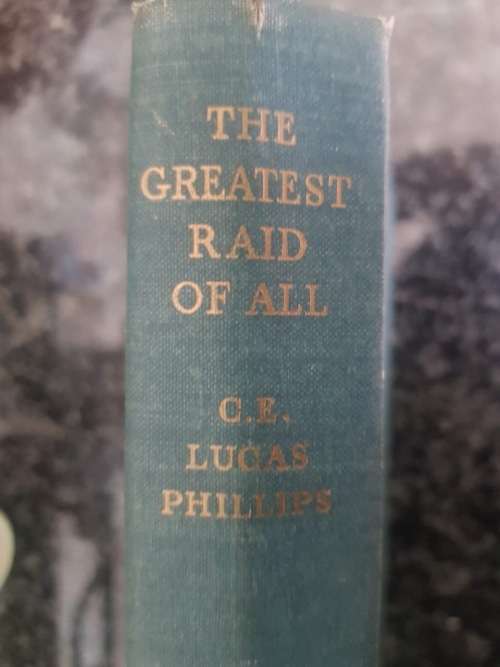 THE
GREATEST
RAID
OF ALL
C.E.
LUCAS
PHILLIPS